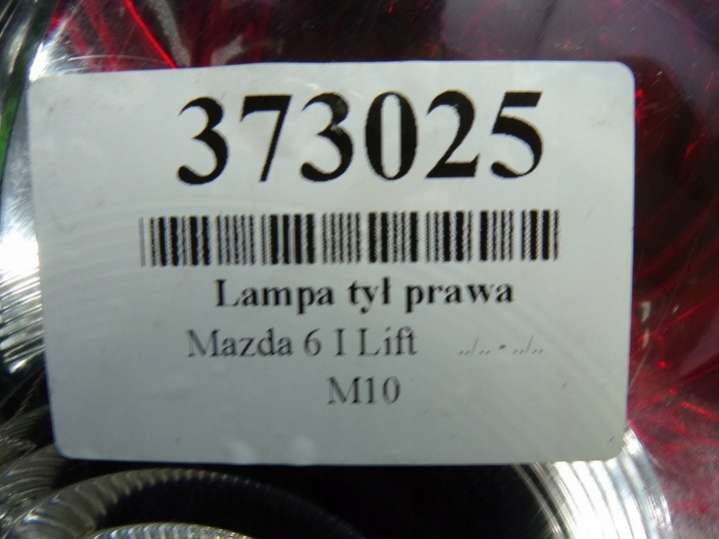 373025
Lampa tył prawa
Mazda 6 I Lift ../.. - ../..
M10